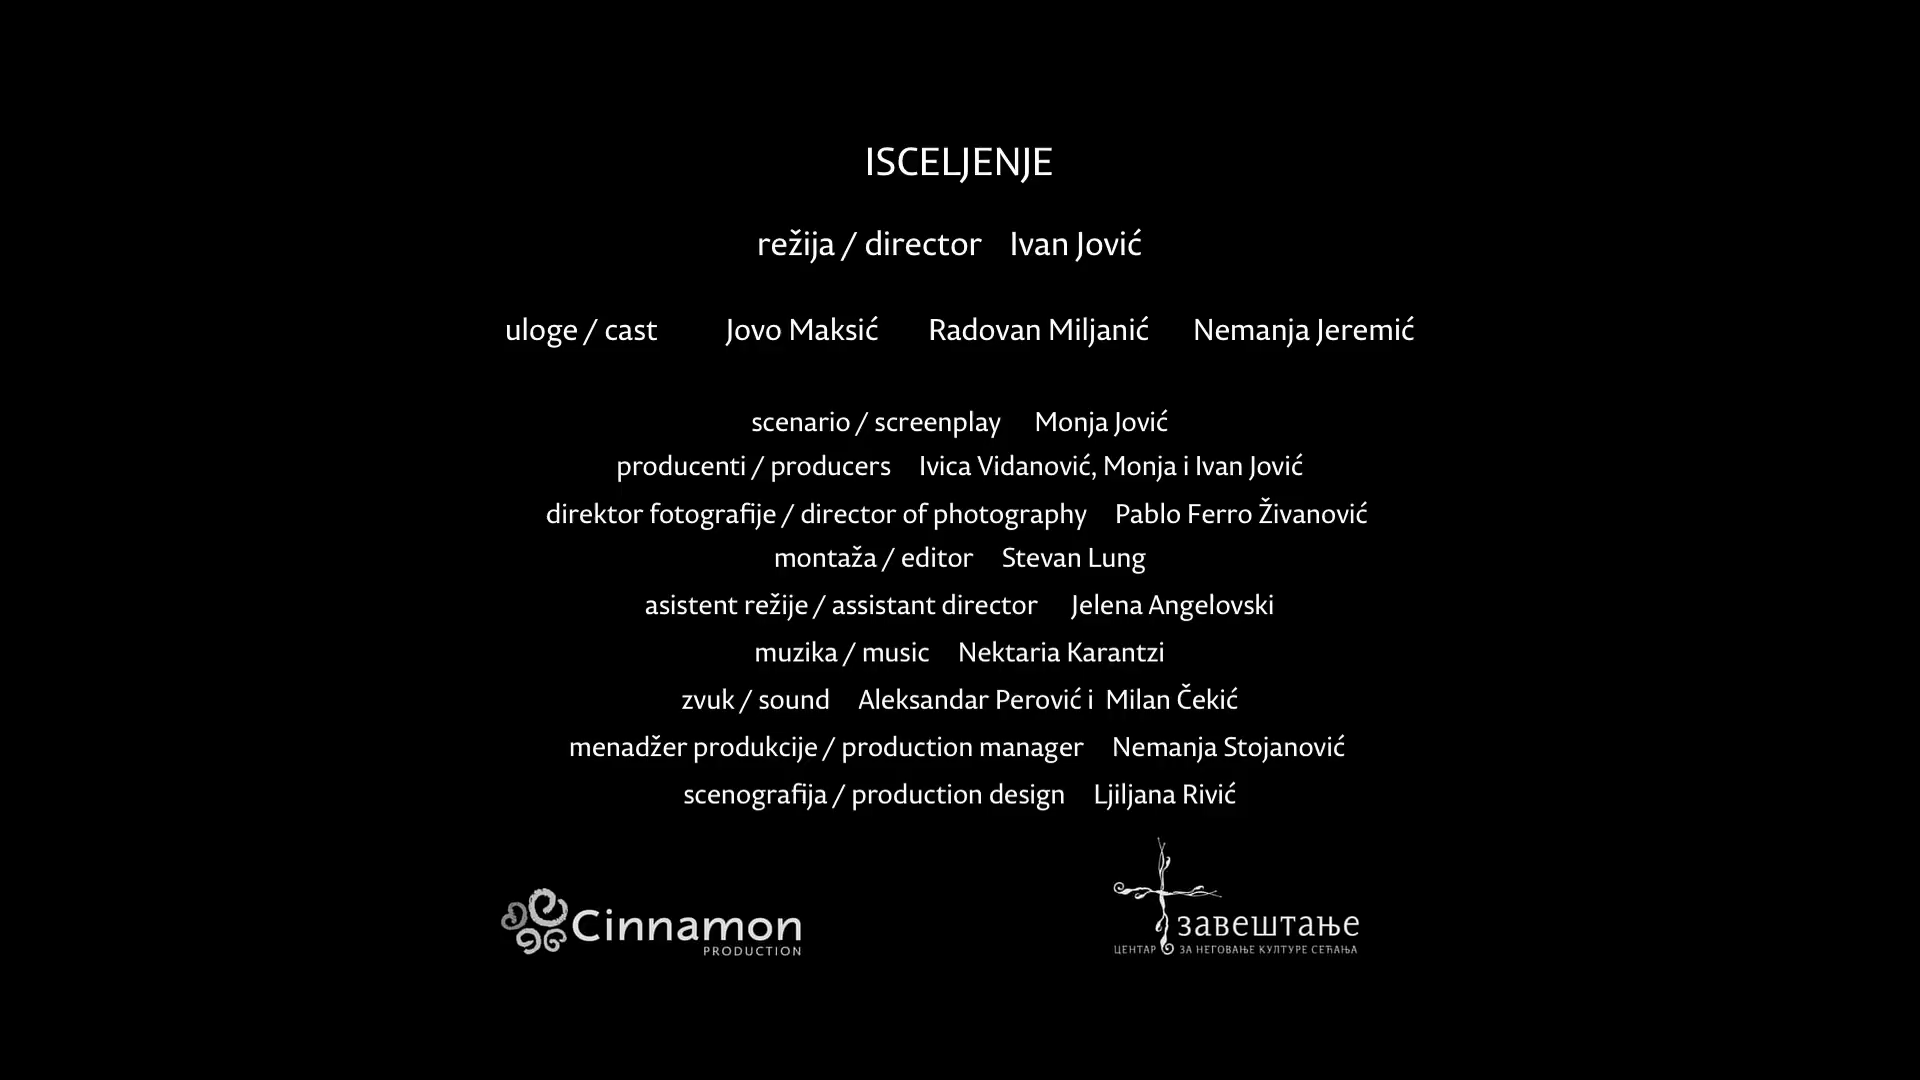 ISCELJENJE
režija / director Ivan Jović
uloge / cast Jovo Maksić Radovan Miljanić Nemanja Jeremić
scenario / screenplay Monja Jović
producenti / producers Ivica Vidanović, Monja i Ivan Jović
direktor fotografije / director of photography Pablo Ferro Živanović
montaža / editor Stevan Lung
asistent režije / assistant director Jelena Angelovski
muzika / music Nektaria Karantzi
zvuk / sound Aleksandar Perović i Milan Čekić
menadžer produkcije / production manager Nemanja Stojanović
scenografija / production design Ljiljana Rivić
Cinnamon
PRODUCTION
завештање
ЦЕНТАР ЗА НЕГОВАЊЕ КУЛТУРЕ СЕЋАЊА